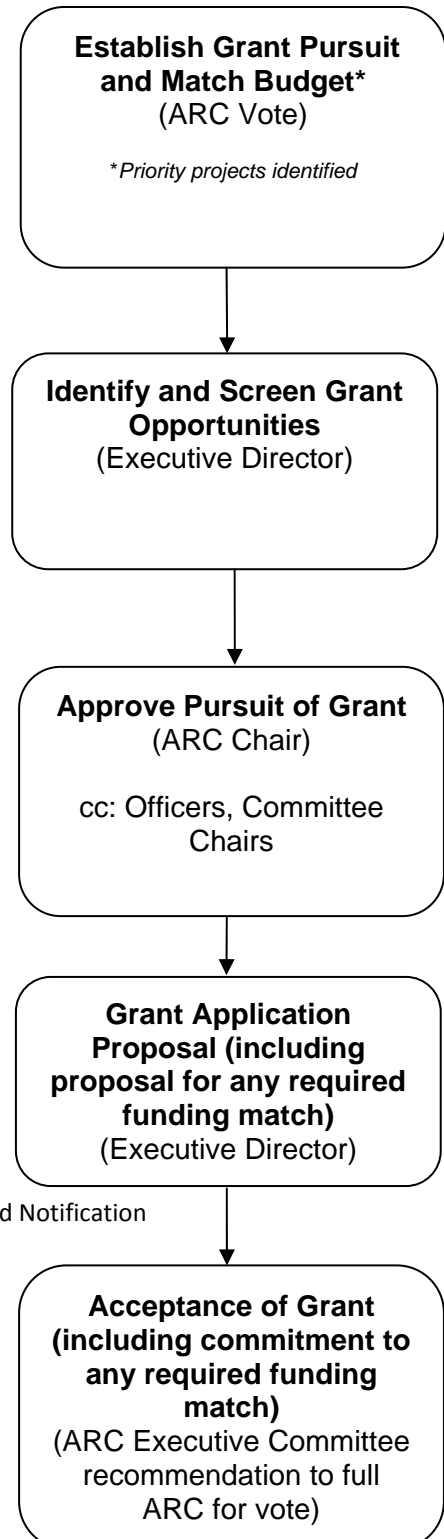 Establish Grant Pursuit
and Match Budget*
(ARC Vote)
*Priority projects identified
Identify and Screen Grant
Opportunities
(Executive Director)
Approve Pursuit of Grant
(ARC Chair)
cc: Officers, Committee
Chairs
Grant Application
Proposal (including
proposal for any required
funding match)
(Executive Director)
d Notification
Acceptance of Grant
(including commitment to
any required funding
match)
(ARC Executive Committee
recommendation to full
ARC for vote)